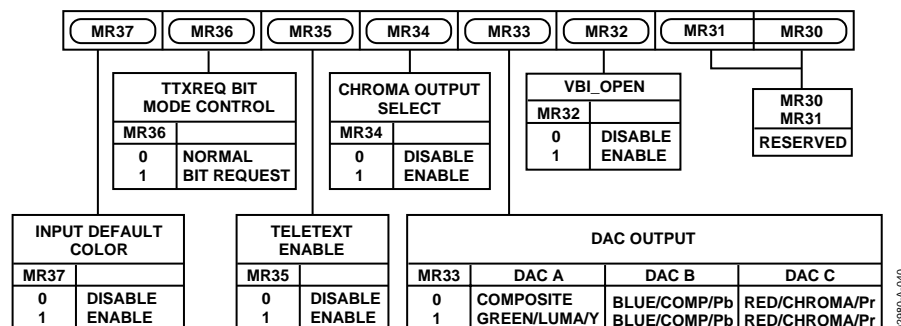 MR37 MR36 MR35 MR34 MR33 MR32 MR31 MR30
TTXREQ BIT
MODE CONTROL
MR36
0 NORMAL
1 BIT REQUEST
CHROMA OUTPUT
SELECT
MR34
0 DISABLE
1 ENABLE
VBI_OPEN
MR32
0 DISABLE
1 ENABLE
MR30
MR31
RESERVED
INPUT DEFAULT
COLOR
MR37
0 DISABLE
1 ENABLE
TELETEXT
ENABLE
MR35
0 DISABLE
1 ENABLE
DAC OUTPUT
MR33 DAC A DAC B DAC C
0 COMPOSITE BLUE/COMP/Pb RED/CHROMA/Pr
1 GREEN/LUMA/Y BLUE/COMP/Pb RED/CHROMA/Pr